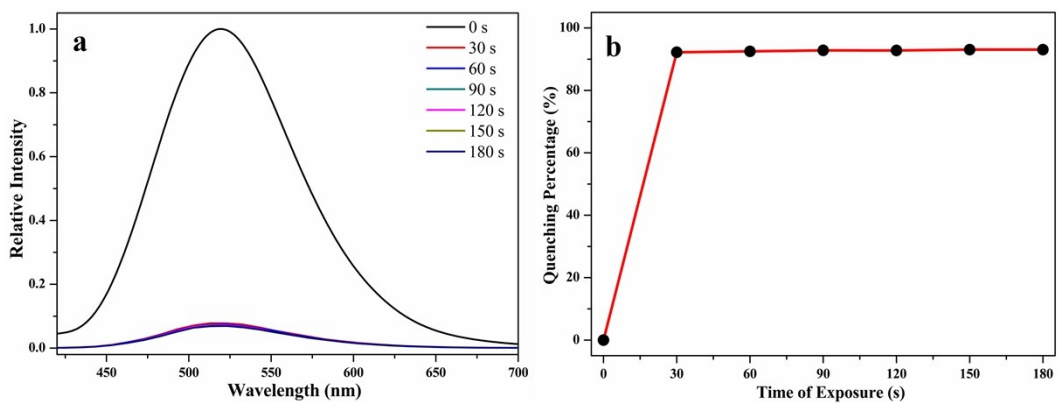 a
0 s
30 s
60 s
90 s
120 s
150 s
180 s
1.0
0.8
0.6
0.4
0.2
0.0
Relative Intensity
450 500 550 600 650 700
Wavelength (nm)
b
100
80
60
40
20
0
Quenching Percentage (%)
0 30 60 90 120 150 180
Time of Exposure (s)